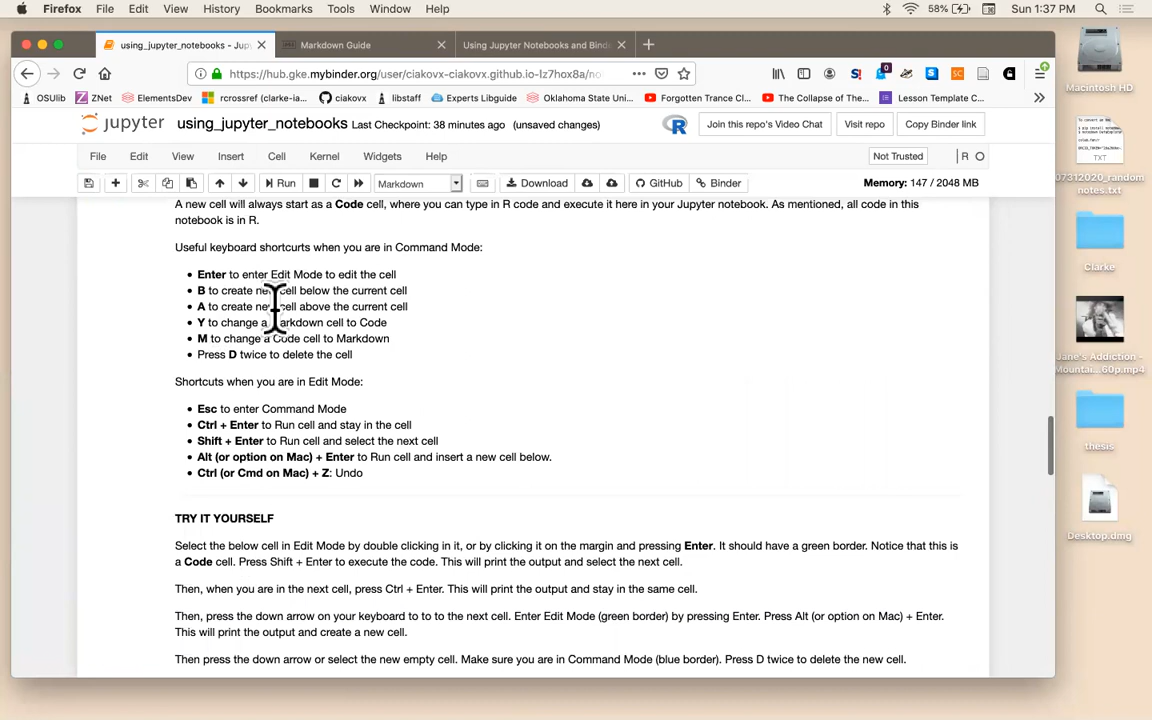 Firefox File Edit View History Bookmarks Tools Window Help 58% Sun 1:37 PM
using_jupyter_notebooks - Jup
Markdown Guide
Using Jupyter Notebooks and Binde
https://hub.gke.mybinder.org/user/ciakovx-ciakovx.github.io-lz7hox8a/no
OSUlib ZNet ElementsDev rcrossref (clarke-ia... ciakovx libstaff Experts Libguide Oklahoma State Uni... Forgotten Trance Cl... The Collapse of The... Lesson Template C...
jupyter using_jupyter_notebooks Last Checkpoint: 38 minutes ago (unsaved changes) R Join this repo's Video Chat Visit repo Copy Binder link
File Edit View Insert Cell Kernel Widgets Help Not Trusted R
Run Markdown Download GitHub Binder Memory: 147 / 2048 MB
A new cell will always start as a Code cell, where you can type in R code and execute it here in your Jupyter notebook. As mentioned, all code in this
notebook is in R.
Useful keyboard shortcurts when you are in Command Mode:
Enter to enter Edit Mode to edit the cell
B to create new cell below the current cell
A to create new cell above the current cell
Y to change a Markdown cell to Code
M to change a Code cell to Markdown
Press D twice to delete the cell
Shortcuts when you are in Edit Mode:
Esc to enter Command Mode
Ctrl + Enter to Run cell and stay in the cell
Shift + Enter to Run cell and select the next cell
Alt (or option on Mac) + Enter to Run cell and insert a new cell below.
Ctrl (or Cmd on Mac) + Z: Undo
TRY IT YOURSELF
Select the below cell in Edit Mode by double clicking in it, or by clicking it on the margin and pressing Enter. It should have a green border. Notice that this is
a Code cell. Press Shift + Enter to execute the code. This will print the output and select the next cell.
Then, when you are in the next cell, press Ctrl + Enter. This will print the output and stay in the same cell.
Then, press the down arrow on your keyboard to to to the next cell. Enter Edit Mode (green border) by pressing Enter. Press Alt (or option on Mac) + Enter.
This will print the output and create a new cell.
Then press the down arrow or select the new empty cell. Make sure you are in Command Mode (blue border). Press D twice to delete the new cell.
Macintosh HD
TXT
07312020_random
notes.txt
Clarke
Jane's Addiction -
Mountai...60p.mp4
thesis
Desktop.dmg